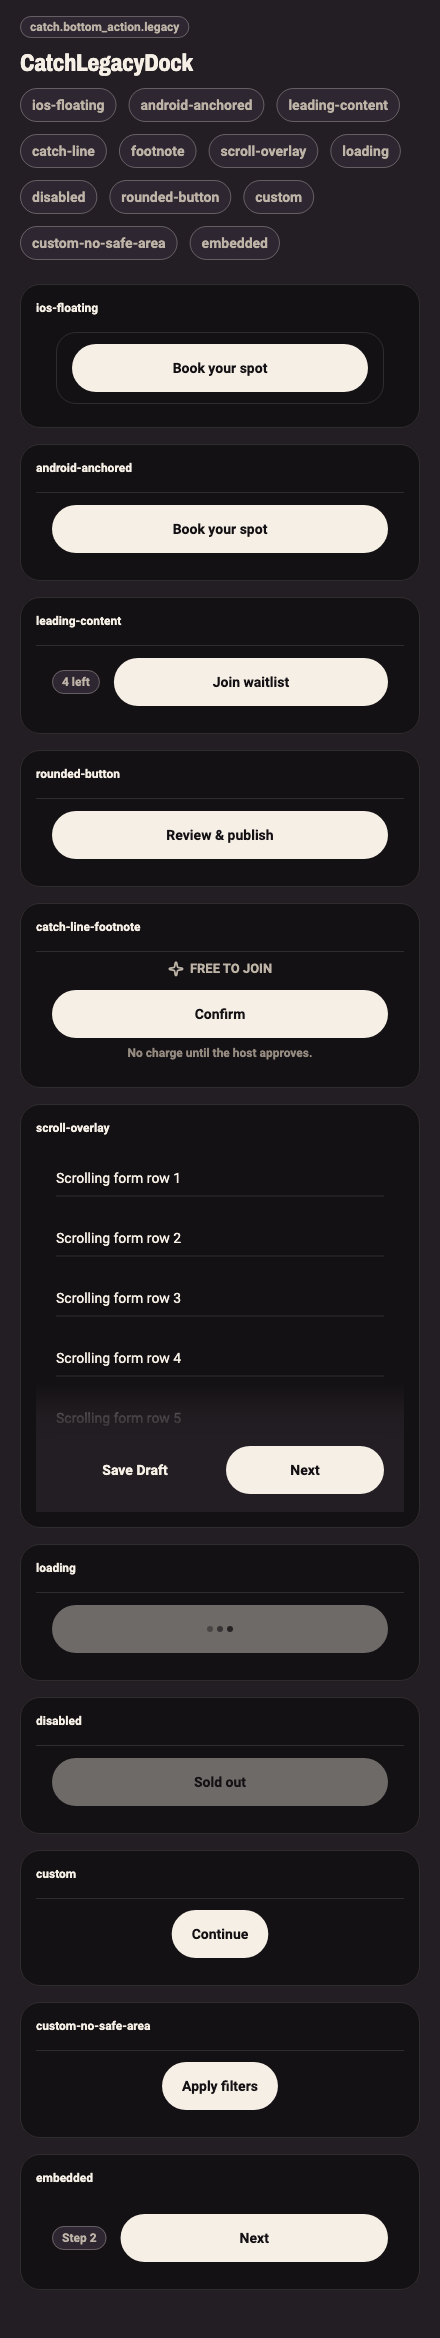 catch.bottom_action.legacy
CatchLegacyDock
ios-floating android-anchored leading-content
catch-line footnote scroll-overlay loading
disabled rounded-button custom
custom-no-safe-area embedded
ios-floating
Book your spot
android-anchored
Book your spot
leading-content
4 left Join waitlist
rounded-button
Review & publish
catch-line-footnote
FREE TO JOIN
Confirm
No charge until the host approves.
scroll-overlay
Scrolling form row 1
Scrolling form row 2
Scrolling form row 3
Scrolling form row 4
Scrolling form row 5
Save Draft Next
loading
disabled
Sold out
custom
Continue
custom-no-safe-area
Apply filters
embedded
Step 2 Next